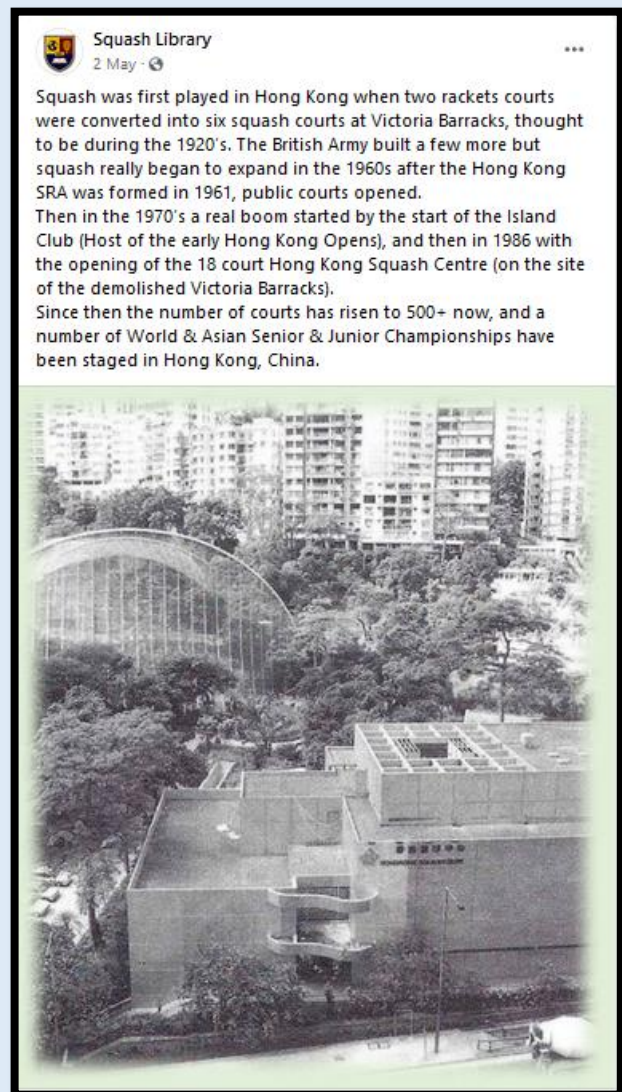 Squash Library
2 May
Squash was first played in Hong Kong when two rackets courts
were converted into six squash courts at Victoria Barracks, thought
to be during the 1920's. The British Army built a few more but
squash really began to expand in the 1960s after the Hong Kong
SRA was formed in 1961, public courts opened.
Then in the 1970's a real boom started by the start of the Island
Club (Host of the early Hong Kong Opens), and then in 1986 with
the opening of the 18 court Hong Kong Squash Centre (on the site
of the demolished Victoria Barracks).
Since then the number of courts has risen to 500+ now, and a
number of World & Asian Senior & Junior Championships have
been staged in Hong Kong, China.